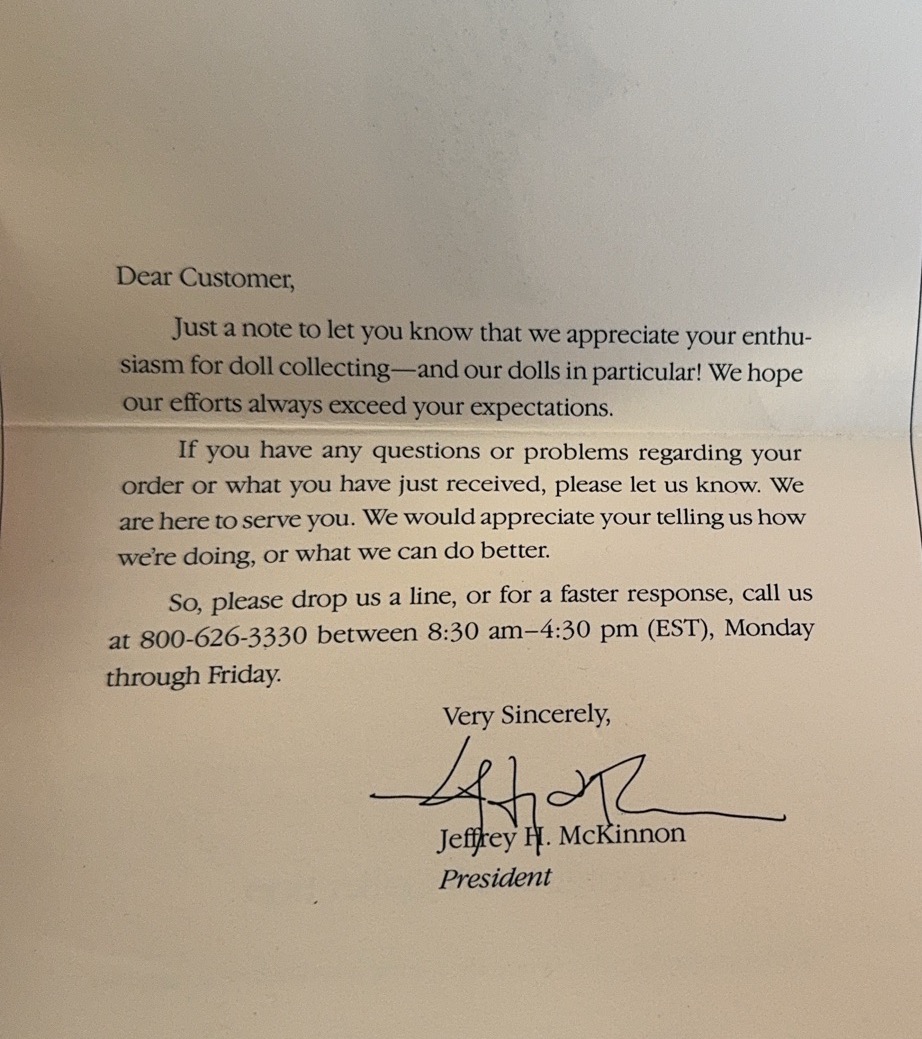 Dear Customer,
Just a note to let you know that we appreciate your enthu-
siasm for doll collecting—and our dolls in particular! We hope
our efforts always exceed your expectations.
If you have any questions or problems regarding your
order or what you have just received, please let us know. We
are here to serve you. We would appreciate your telling us how
we're doing, or what we can do better.
So, please drop us a line, or for a faster response, call us
at 800-626-3330 between 8:30 am–4:30 pm (EST), Monday
through Friday.
Very Sincerely,
Jeffrey H. McKinnon
President